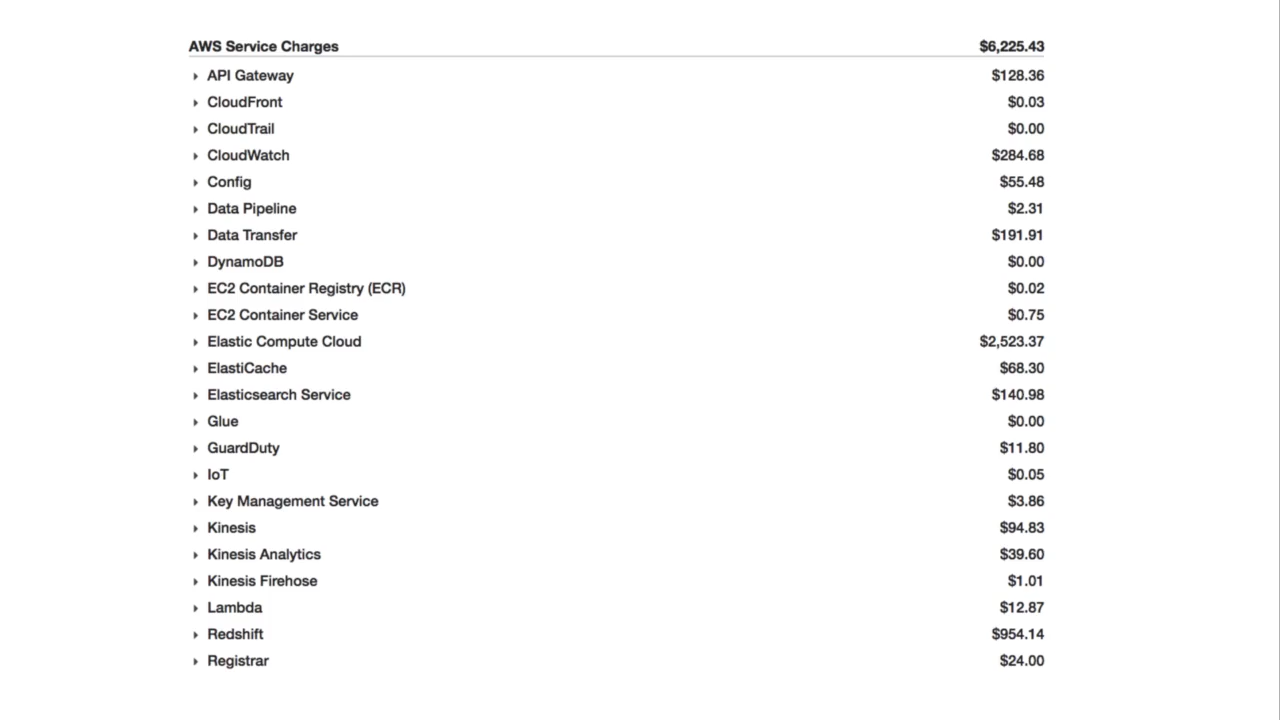 AWS Service Charges $6,225.43
API Gateway $128.36
CloudFront $0.03
CloudTrail $0.00
CloudWatch $284.68
Config $55.48
Data Pipeline $2.31
Data Transfer $191.91
DynamoDB $0.00
EC2 Container Registry (ECR) $0.02
EC2 Container Service $0.75
Elastic Compute Cloud $2,523.37
ElastiCache $68.30
Elasticsearch Service $140.98
Glue $0.00
GuardDuty $11.80
IoT $0.05
Key Management Service $3.86
Kinesis $94.83
Kinesis Analytics $39.60
Kinesis Firehose $1.01
Lambda $12.87
Redshift $954.14
Registrar $24.00